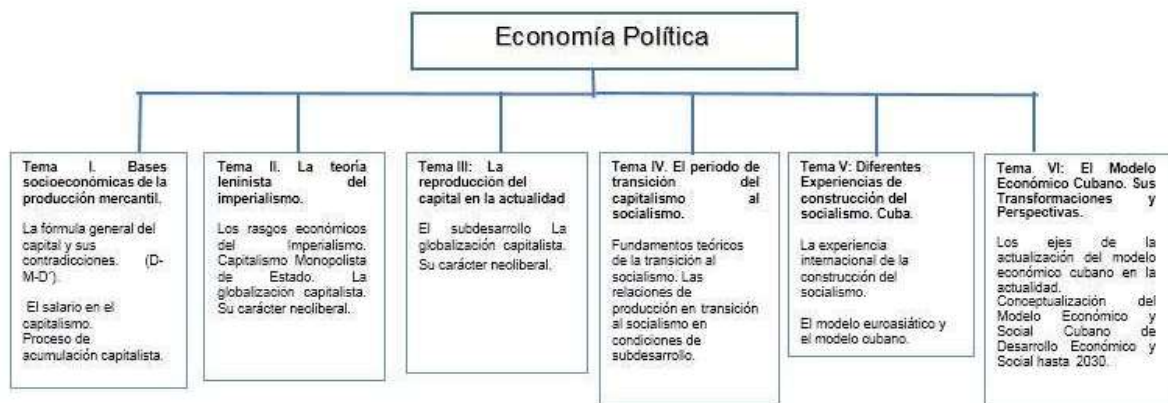 Economía Política
Tema I. Bases
socioeconómicas de la
producción mercantil.
La fórmula general del
capital y sus
contradicciones. (D-
M-D´).
El salario en el
capitalismo.
Proceso de
acumulación capitalista.
Tema II. La teoría
leninista del
imperialismo.
Los rasgos económicos
del Imperialismo.
Capitalismo Monopolista
de Estado. La
globalización capitalista.
Su carácter neoliberal.
Tema III: La
reproducción del
capital en la actualidad
El subdesarrollo La
globalización capitalista.
Su carácter neoliberal.
Tema IV. El periodo de
transición del
capitalismo al
socialismo.
Fundamentos teóricos
de la transición al
socialismo. Las
relaciones de
producción en transición
al socialismo en
condiciones de
subdesarrollo.
Tema V: Diferentes
Experiencias de
construcción del
socialismo. Cuba.
La experiencia
internacional de la
construcción del
socialismo.
El modelo euroasiático y
el modelo cubano.
Tema VI: El Modelo
Económico Cubano. Sus
Transformaciones y
Perspectivas.
Los ejes de la
actualización del modelo
económico cubano en la
actualidad.
Conceptualización del
Modelo Económico y
Social Cubano de
Desarrollo Económico y
Social hasta 2030.